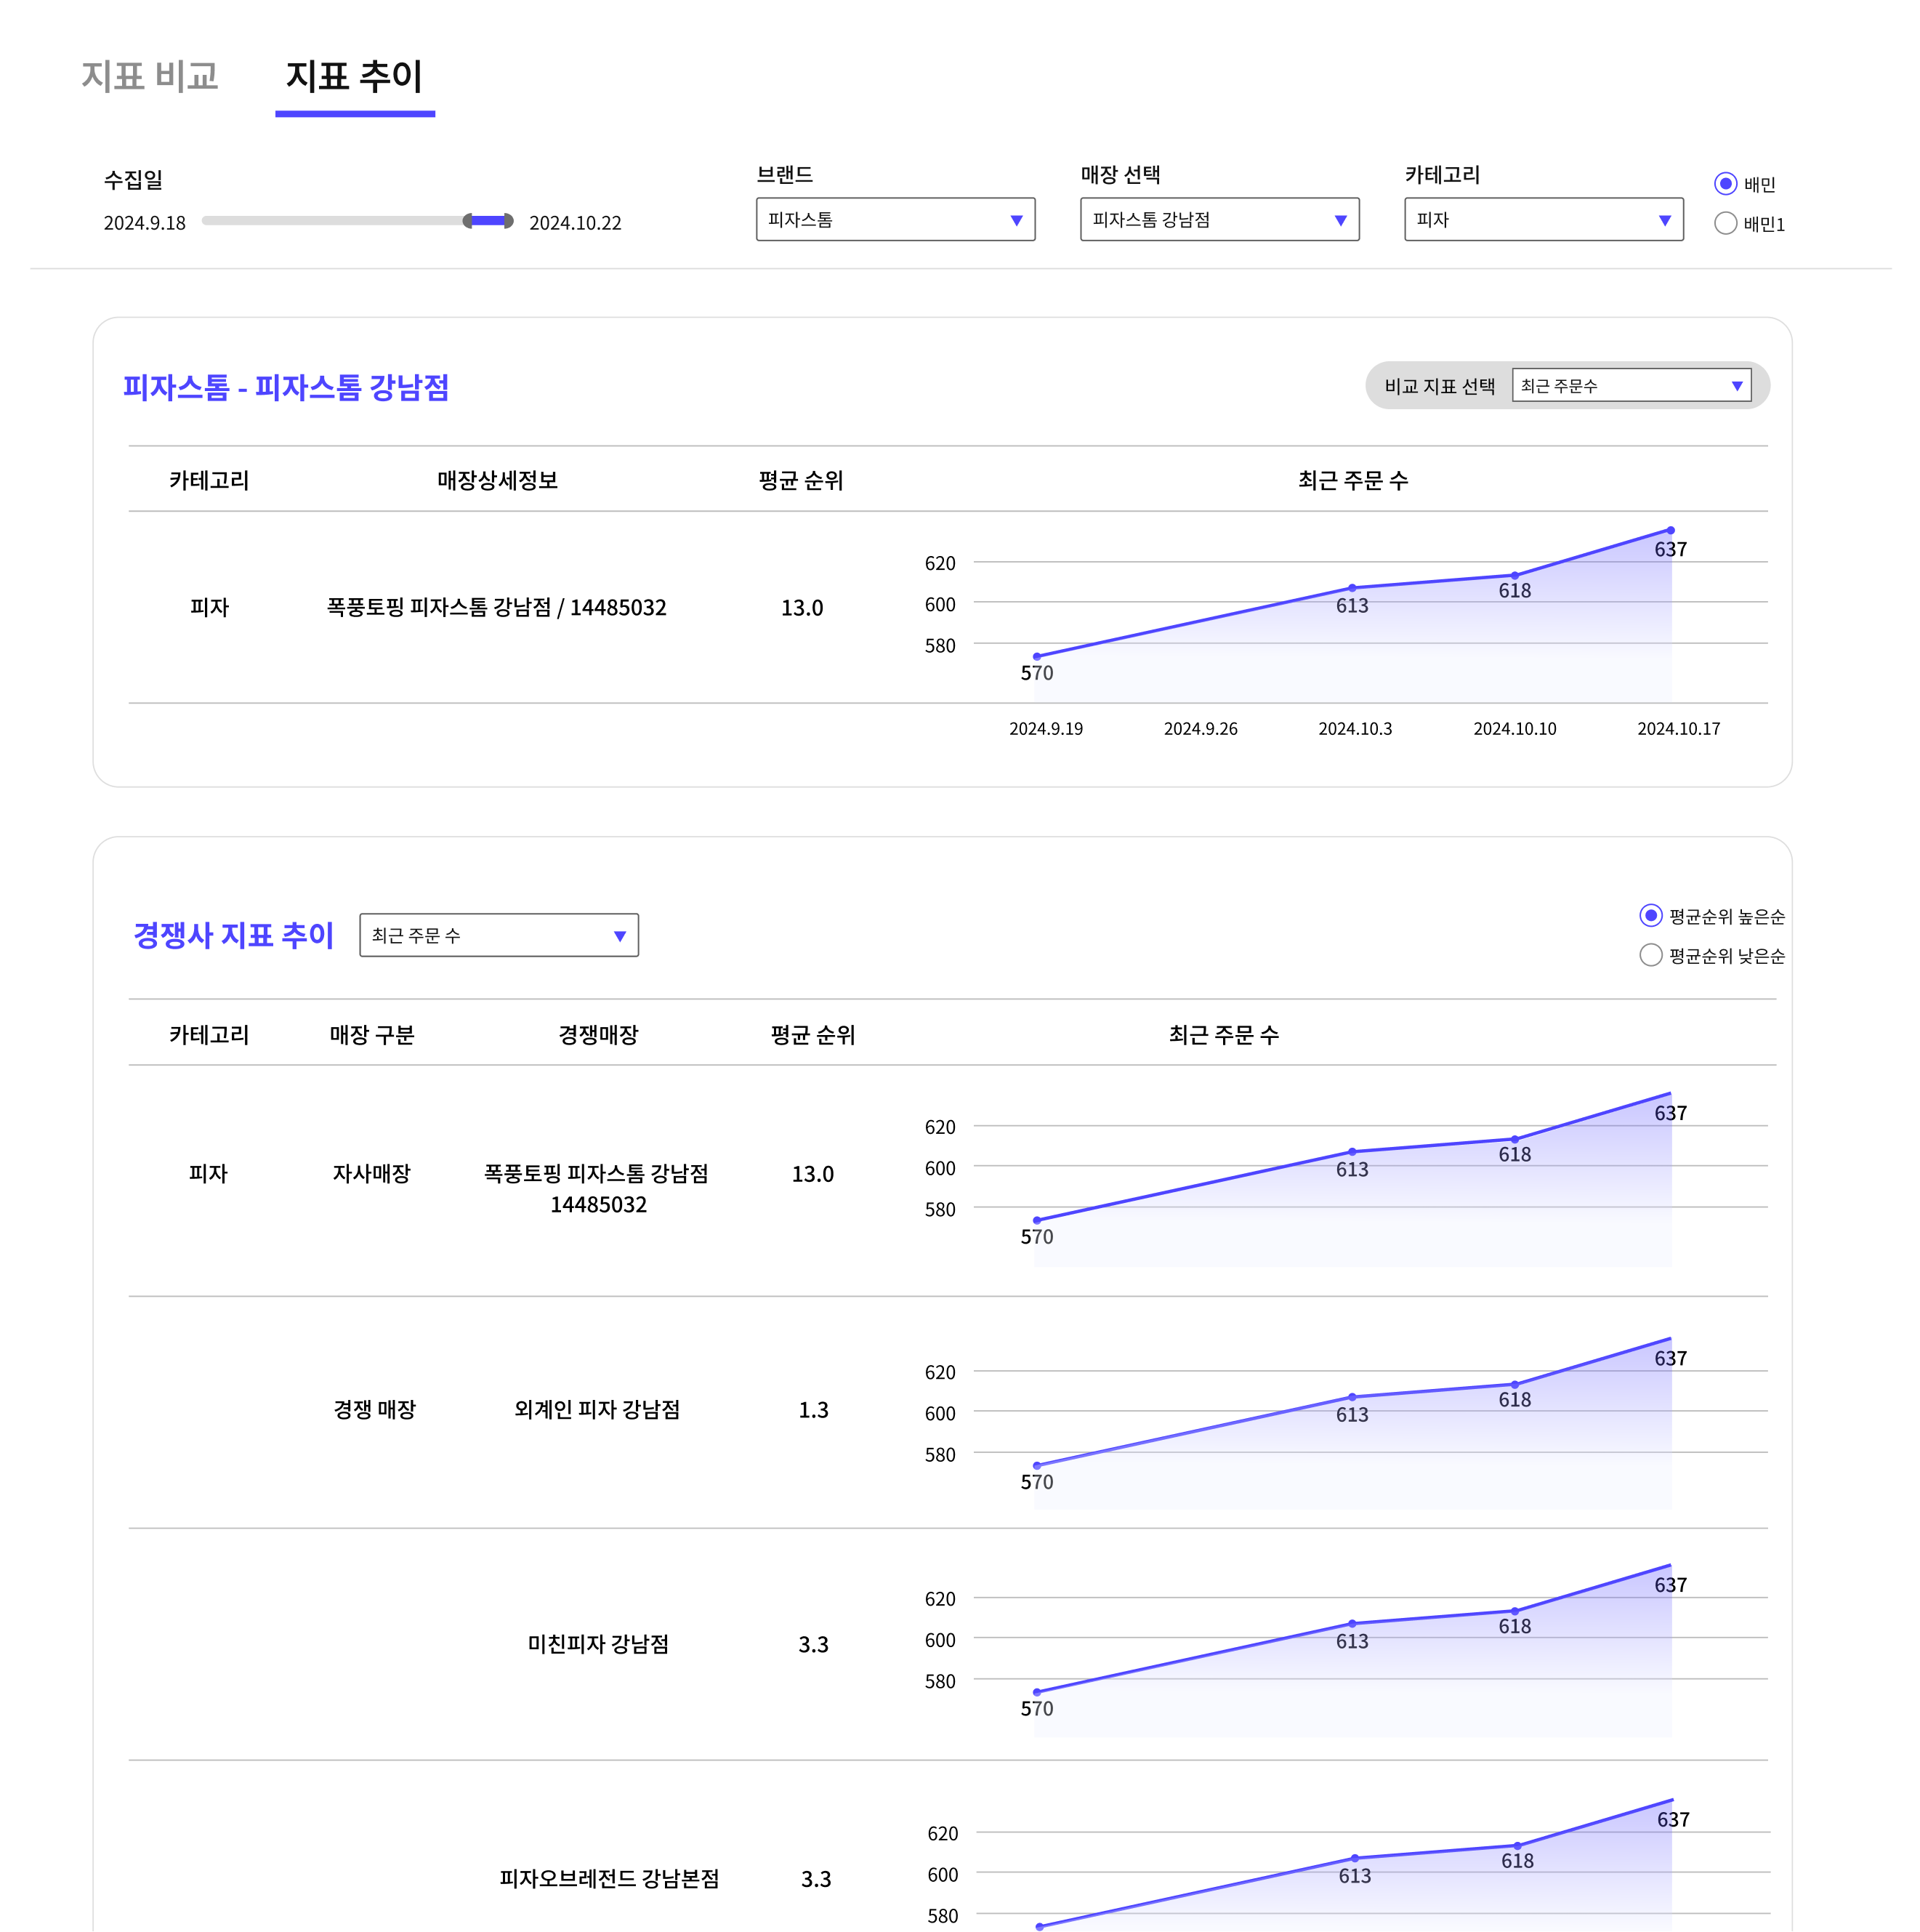 지표 비교
지표 추이
수집일
2024.9.18
2024.10.22
브랜드
피자스톰
매장 선택
피자스톰 강남점
카테고리
피자
배민
배민1
피자스톰 - 피자스톰 강남점
비교 지표 선택
최근 주문수
카테고리
매장상세정보
평균 순위
최근 주문 수
피자
폭풍토핑 피자스톰 강남점 / 14485032
13.0
620
600
580
570
613
618
637
2024.9.19
2024.9.26
2024.10.3
2024.10.10
2024.10.17
경쟁사 지표 추이
최근 주문 수
평균순위 높은순
평균순위 낮은순
카테고리
매장 구분
경쟁매장
평균 순위
최근 주문 수
피자
자사매장
폭풍토핑 피자스톰 강남점
14485032
13.0
620
600
580
570
613
618
637
경쟁 매장
외계인 피자 강남점
1.3
620
600
580
570
613
618
637
미친피자 강남점
3.3
620
600
580
570
613
618
637
피자오브레전드 강남본점
3.3
620
600
580
613
618
637